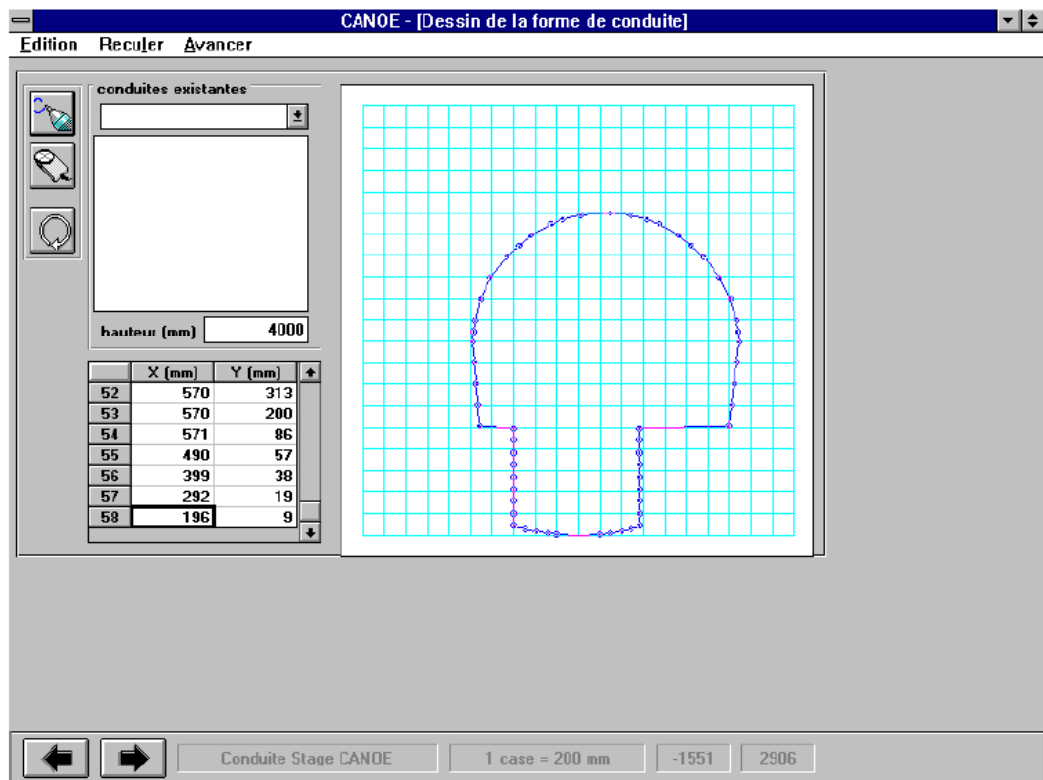 CANOE - [Dessin de la forme de conduite]
Edition Reculer Avancer
conduites existantes
hauteur (mm) 4000
X (mm) Y (mm)
52 570 313
53 570 200
54 571 86
55 490 57
56 399 38
57 292 19
58 196 9
Conduite Stage CANOE 1 case = 200 mm -1551 2906